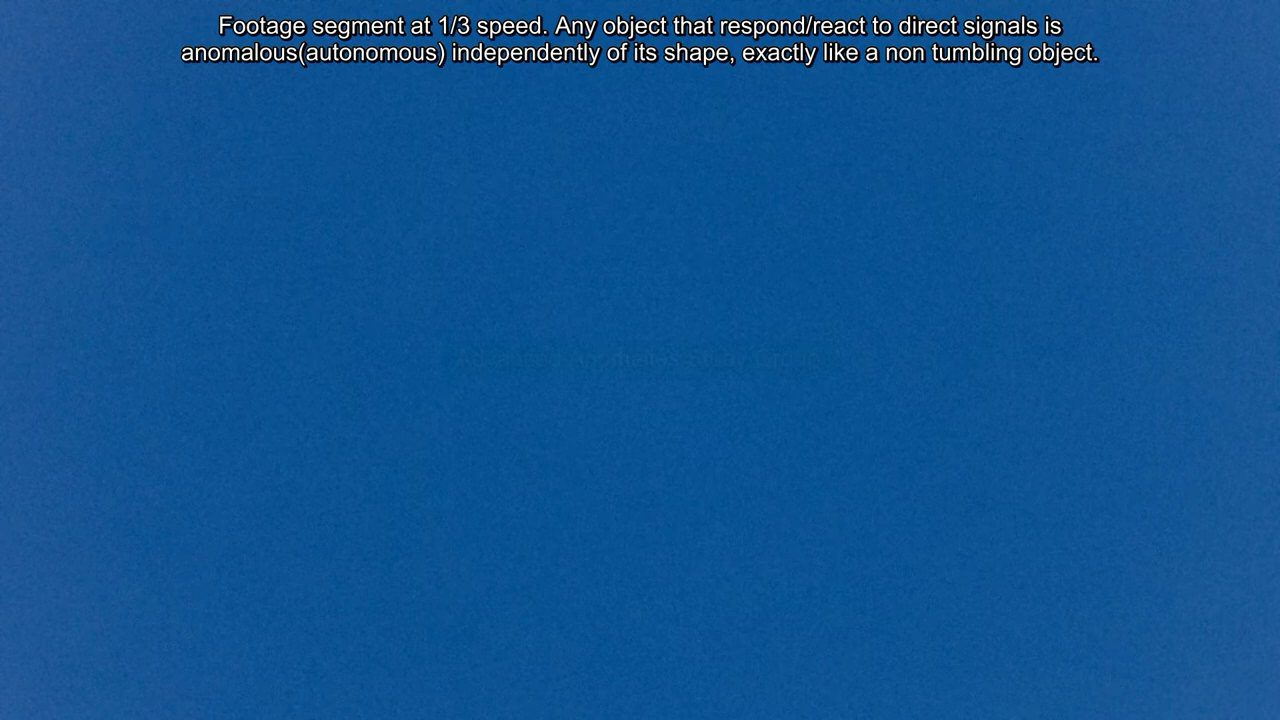 Footage segment at 1/3 speed. Any object that respond/react to direct signals is
anomalous(autonomous) independently of its shape, exactly like a non tumbling object.